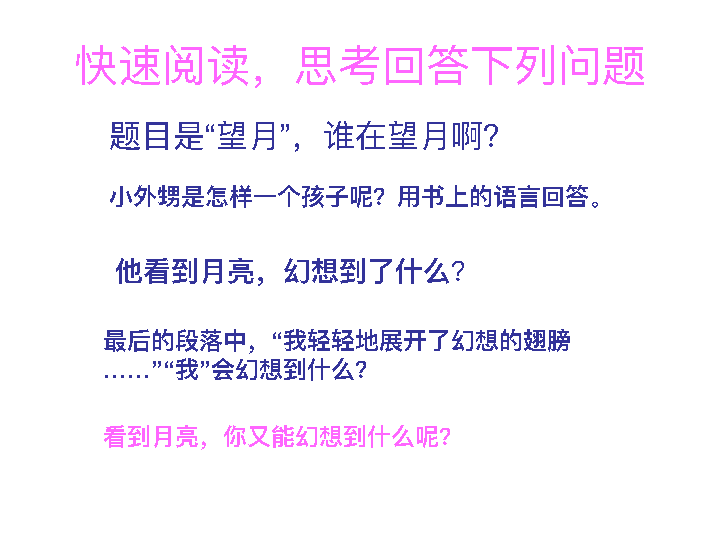 快速阅读，思考回答下列问题
题目是“望月”，谁在望月啊？
小外甥是怎样一个孩子呢？用书上的语言回答。
他看到月亮，幻想到了什么？
最后的段落中，“我轻轻地展开了幻想的翅膀
……”“我”会幻想到什么？
看到月亮，你又能幻想到什么呢？